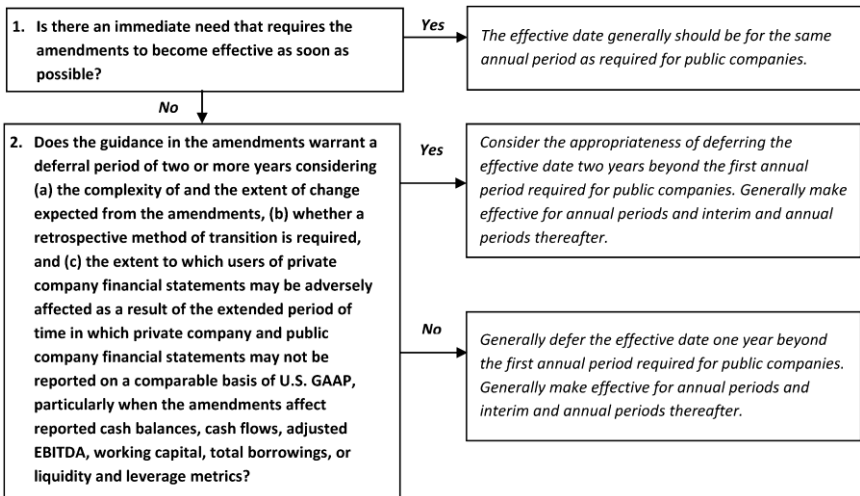 1. Is there an immediate need that requires the
amendments to become effective as soon as
possible?
Yes
The effective date generally should be for the same
annual period as required for public companies.
No
2. Does the guidance in the amendments warrant a
deferral period of two or more years considering
(a) the complexity of and the extent of change
expected from the amendments, (b) whether a
retrospective method of transition is required,
and (c) the extent to which users of private
company financial statements may be adversely
affected as a result of the extended period of
time in which private company and public
company financial statements may not be
reported on a comparable basis of U.S. GAAP,
particularly when the amendments affect
reported cash balances, cash flows, adjusted
EBITDA, working capital, total borrowings, or
liquidity and leverage metrics?
Yes
Consider the appropriateness of deferring the
effective date two years beyond the first annual
period required for public companies. Generally make
effective for annual periods and interim and annual
periods thereafter.
No
Generally defer the effective date one year beyond
the first annual period required for public companies.
Generally make effective for annual periods and
interim and annual periods thereafter.